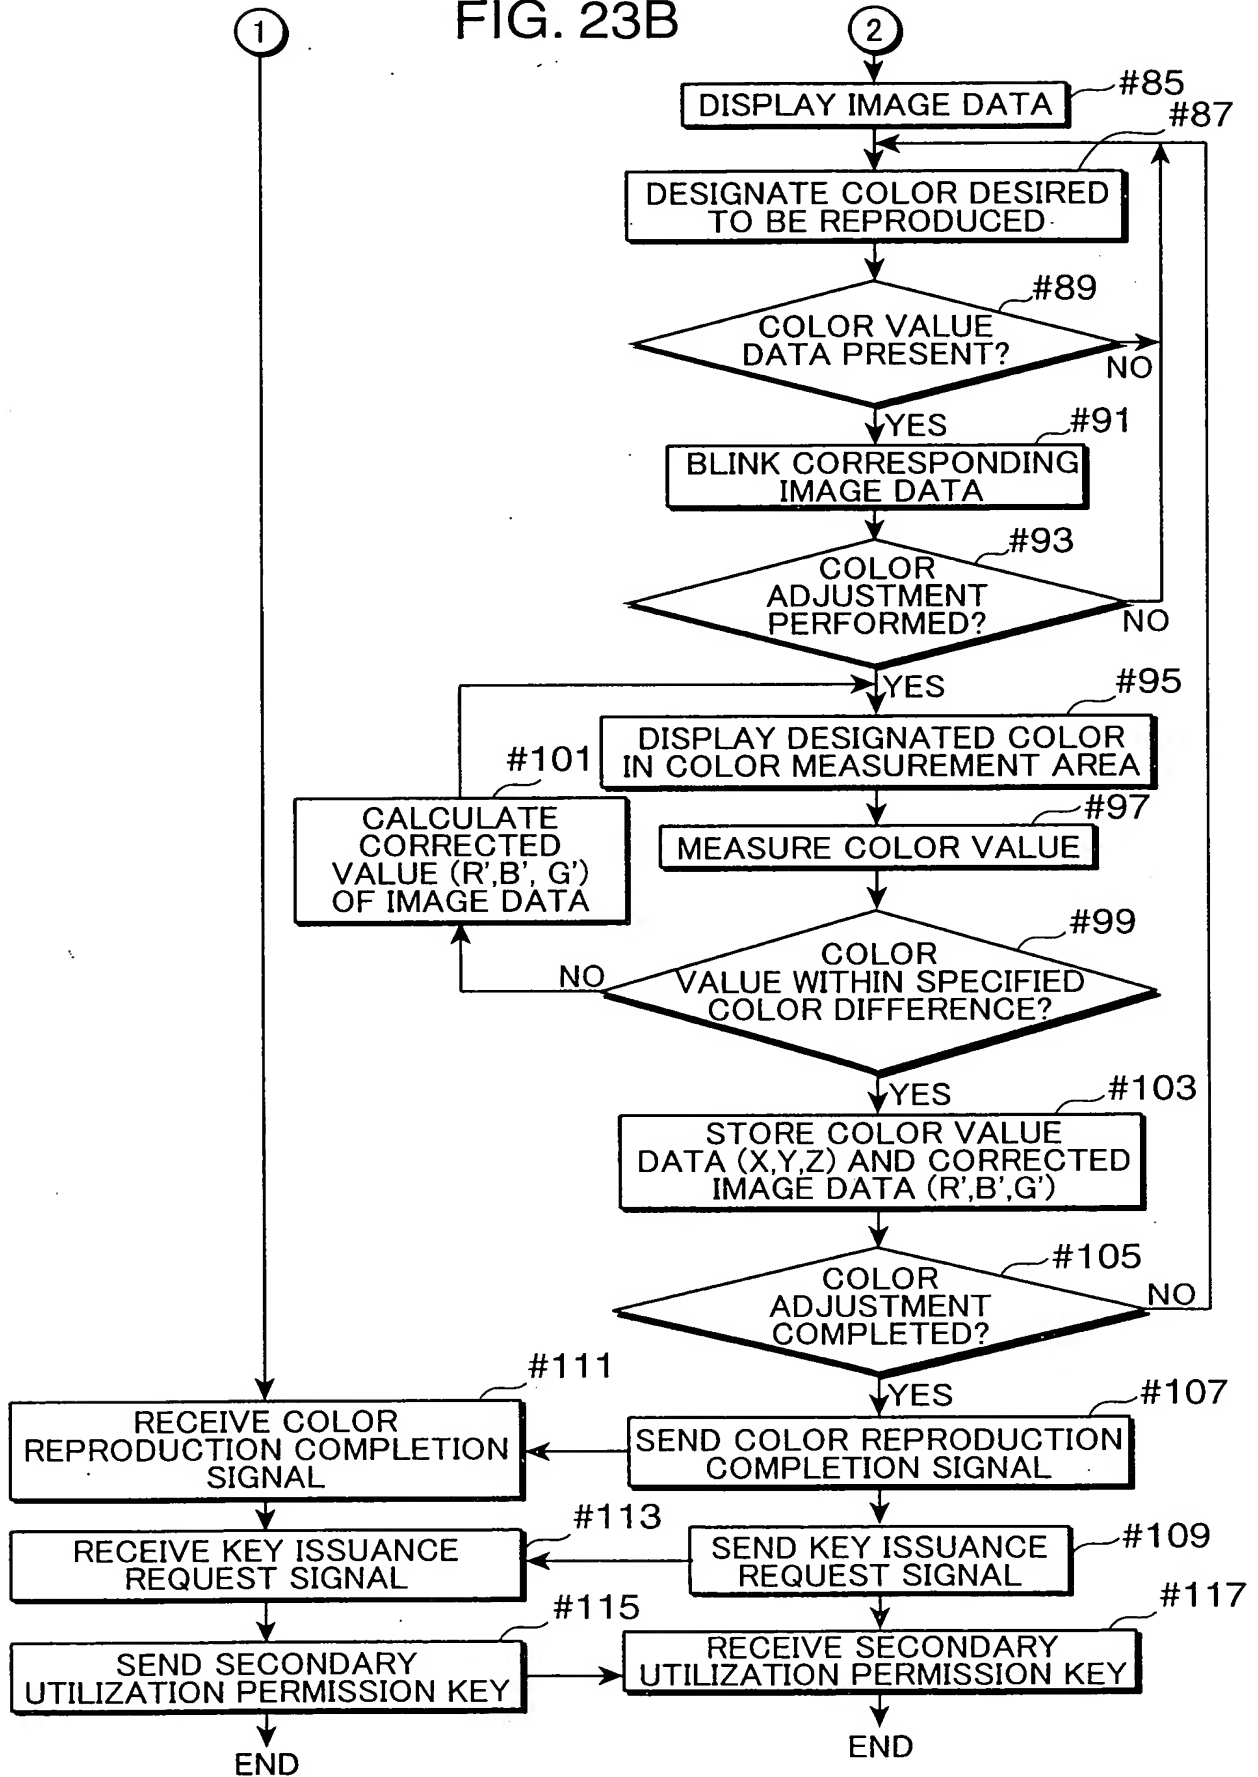 FIG. 23B
1
2
DISPLAY IMAGE DATA
#85
#87
DESIGNATE COLOR DESIRED
TO BE REPRODUCED
#89
COLOR VALUE
DATA PRESENT?
NO
YES
#91
BLINK CORRESPONDING
IMAGE DATA
#93
COLOR
ADJUSTMENT
PERFORMED?
NO
YES
#95
DISPLAY DESIGNATED COLOR
IN COLOR MEASUREMENT AREA
#101
CALCULATE
CORRECTED
VALUE (R',B', G')
OF IMAGE DATA
#97
MEASURE COLOR VALUE
#99
COLOR
VALUE WITHIN SPECIFIED
COLOR DIFFERENCE?
NO
YES
#103
STORE COLOR VALUE
DATA (X,Y,Z) AND CORRECTED
IMAGE DATA (R',B',G')
#105
COLOR
ADJUSTMENT
COMPLETED?
NO
YES
#111
RECEIVE COLOR
REPRODUCTION COMPLETION
SIGNAL
#107
SEND COLOR REPRODUCTION
COMPLETION SIGNAL
#113
RECEIVE KEY ISSUANCE
REQUEST SIGNAL
#109
SEND KEY ISSUANCE
REQUEST SIGNAL
#115
SEND SECONDARY
UTILIZATION PERMISSION KEY
#117
RECEIVE SECONDARY
UTILIZATION PERMISSION KEY
END
END